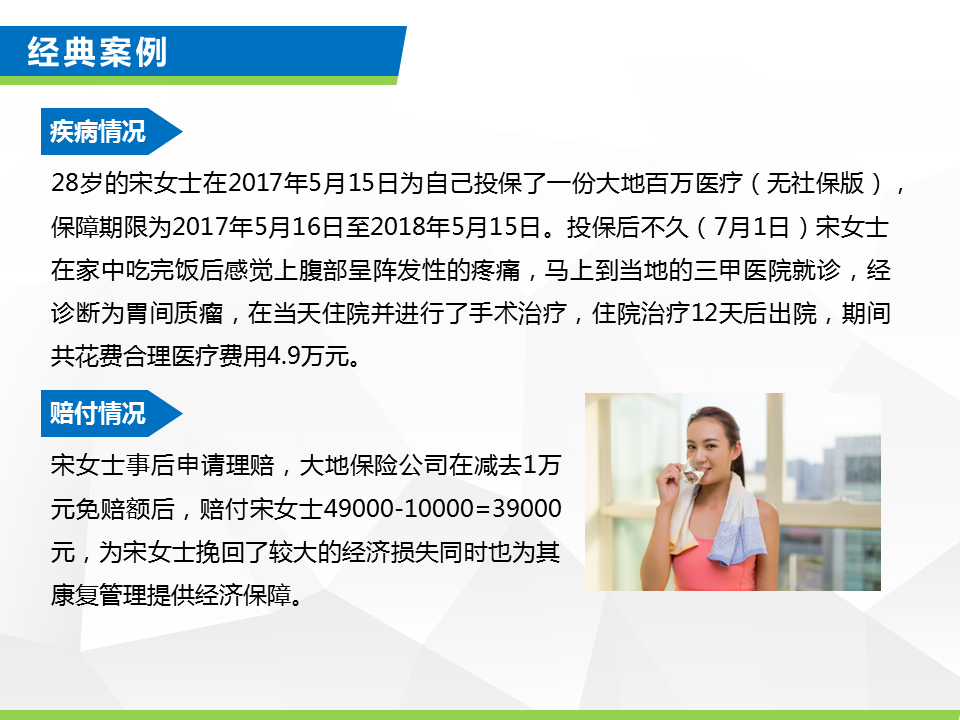 经典案例
疾病情况
28岁的宋女士在2017年5月15日为自己投保了一份大地百万医疗（无社保版），
保障期限为2017年5月16日至2018年5月15日。投保后不久（7月1日）宋女士
在家中吃完饭后感觉上腹部呈阵发性的疼痛，马上到当地的三甲医院就诊，经
诊断为胃间质瘤，在当天住院并进行了手术治疗，住院治疗12天后出院，期间
共花费合理医疗费用4.9万元。
赔付情况
宋女士事后申请理赔，大地保险公司在减去1万
元免赔额后，赔付宋女士49000-10000=39000
元，为宋女士挽回了较大的经济损失同时也为其
康复管理提供经济保障。